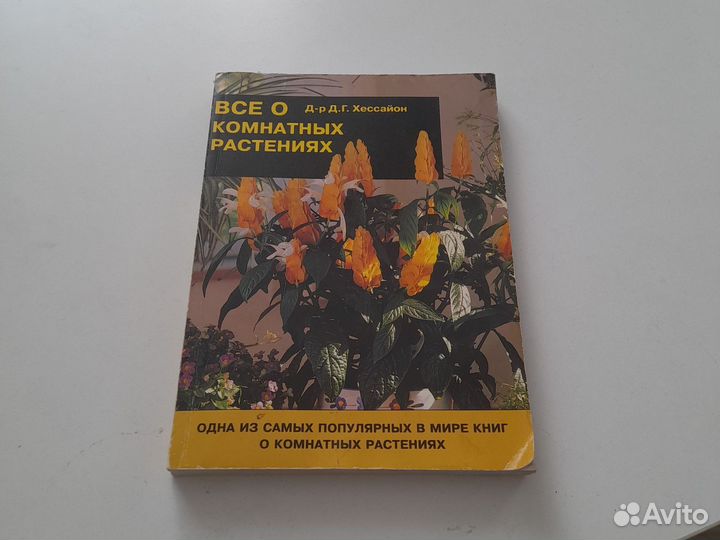 ВСЕ О
Д-р Д.Г. Хессайон
КОМНАТНЫХ
РАСТЕНИЯХ
ОДНА ИЗ САМЫХ ПОПУЛЯРНЫХ В МИРЕ КНИГ
О КОМНАТНЫХ РАСТЕНИЯХ
Avito